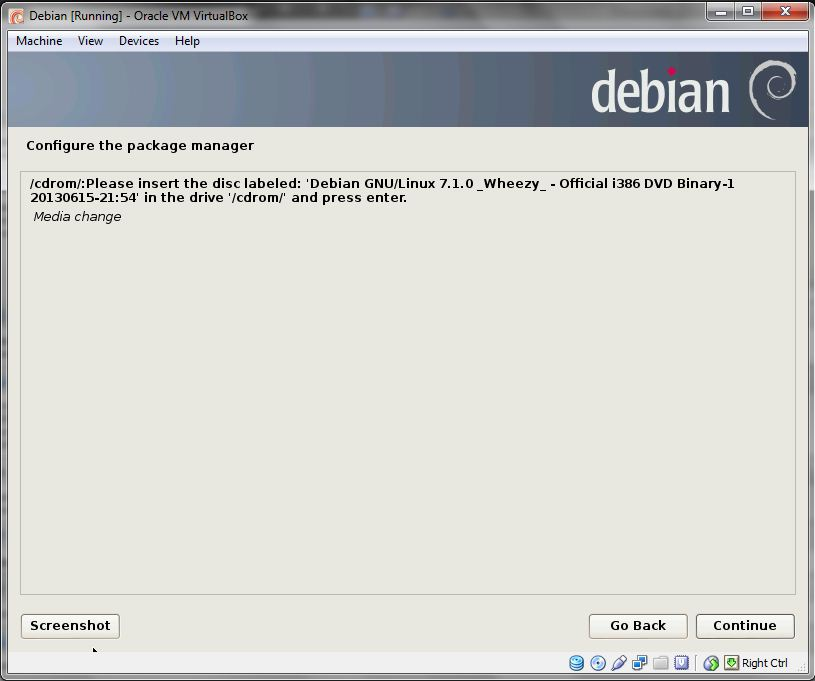 Debian [Running] - Oracle VM VirtualBox
Machine View Devices Help
debian
Configure the package manager
/cdrom/:Please insert the disc labeled: 'Debian GNU/Linux 7.1.0 _Wheezy_ - Official i386 DVD Binary-1
20130615-21:54' in the drive '/cdrom/' and press enter.
Media change
Screenshot Go Back Continue
Right Ctrl